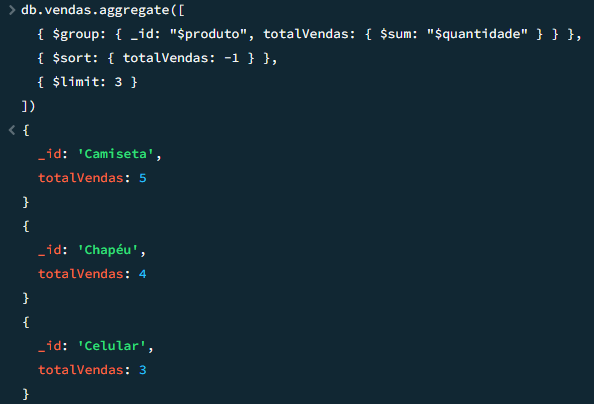 db.vendas.aggregate([
{ $group: { _id: "$produto", totalVendas: { $sum: "$quantidade" } } },
{ $sort: { totalVendas: -1 } },
{ $limit: 3 }
])
{
_id: 'Camiseta',
totalVendas: 5
}
{
_id: 'Chapéu',
totalVendas: 4
}
{
_id: 'Celular',
totalVendas: 3
}